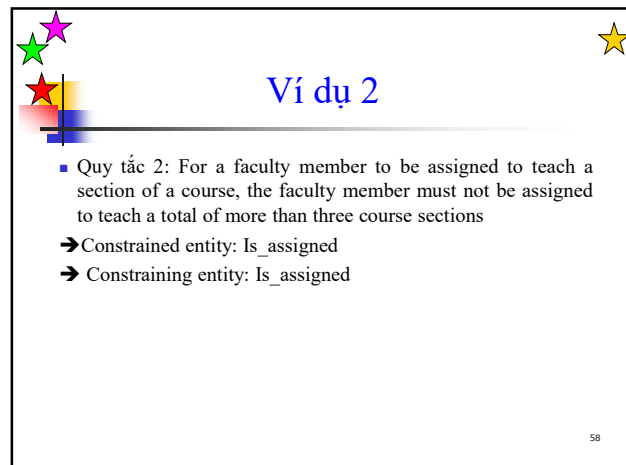 Ví dụ 2
▪ Quy tắc 2: For a faculty member to be assigned to teach a
section of a course, the faculty member must not be assigned
to teach a total of more than three course sections
➔Constrained entity: Is_assigned
➔ Constraining entity: Is_assigned
58